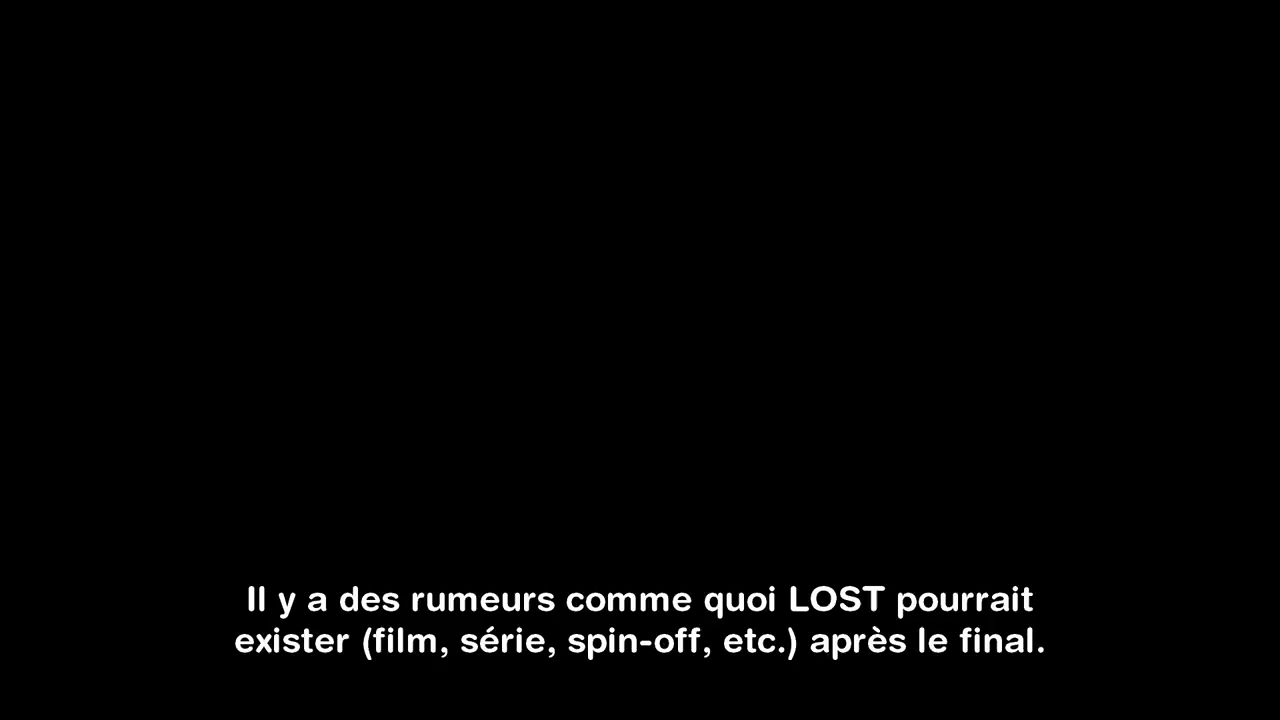 Il y a des rumeurs comme quoi LOST pourrait
exister (film, série, spin-off, etc.) après le final.